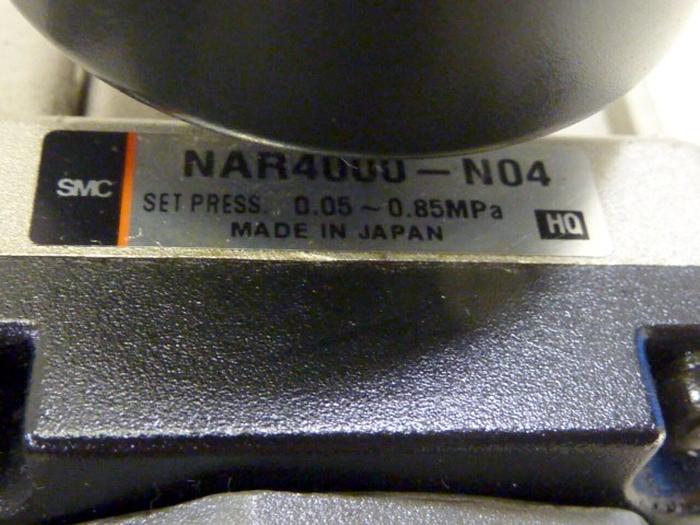 SMC
NAR4000-N04
SET PRESS. 0.05~0.85MPa
MADE IN JAPAN
HQ